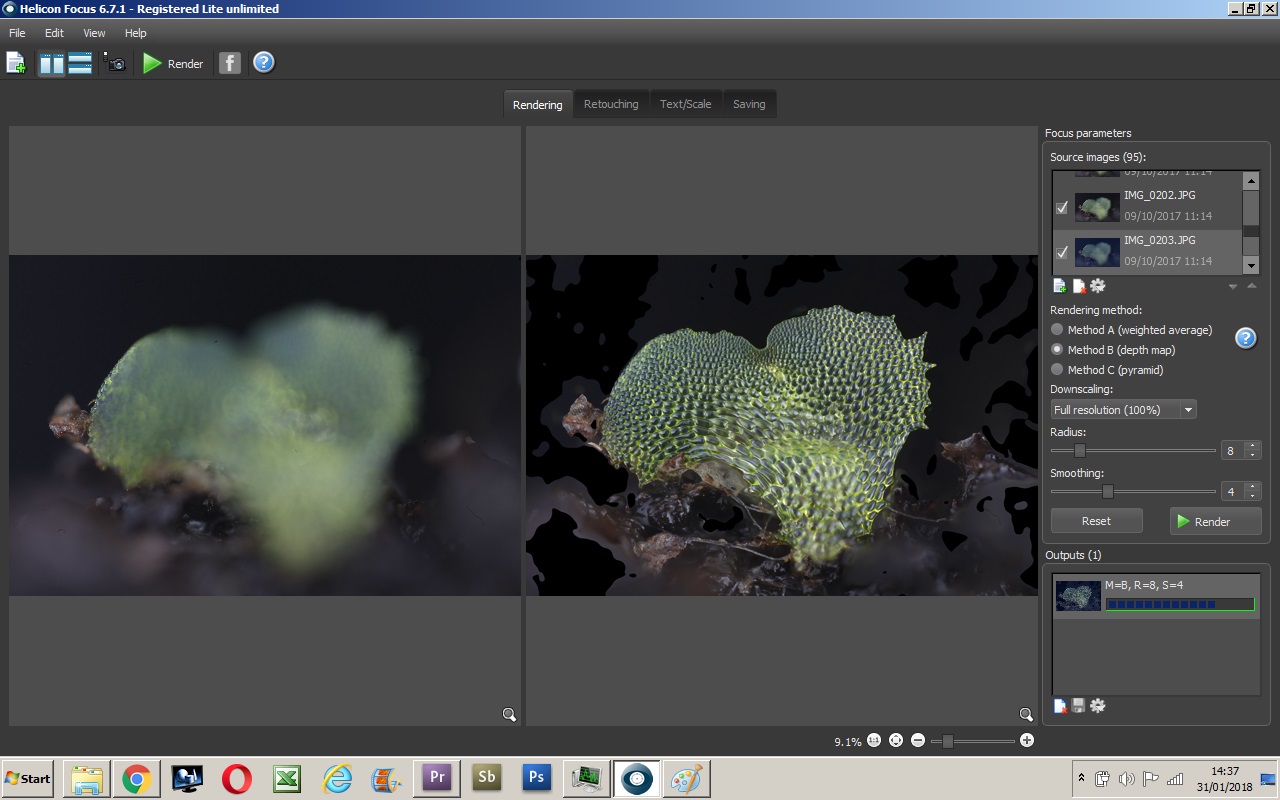 Helicon Focus 6.7.1 - Registered Lite unlimited
File Edit View Help
Render
Rendering Retouching Text/Scale Saving
Focus parameters
Source images (95):
09/10/2017 11:14
IMG_0202.JPG
09/10/2017 11:14
IMG_0203.JPG
09/10/2017 11:14
Rendering method:
Method A (weighted average)
Method B (depth map)
Method C (pyramid)
Downscaling:
Full resolution (100%)
Radius:
8
Smoothing:
4
Reset Render
Outputs (1)
M=B, R=8, S=4
9.1% 1:1
Start Pr Sb Ps
14:37
31/01/2018